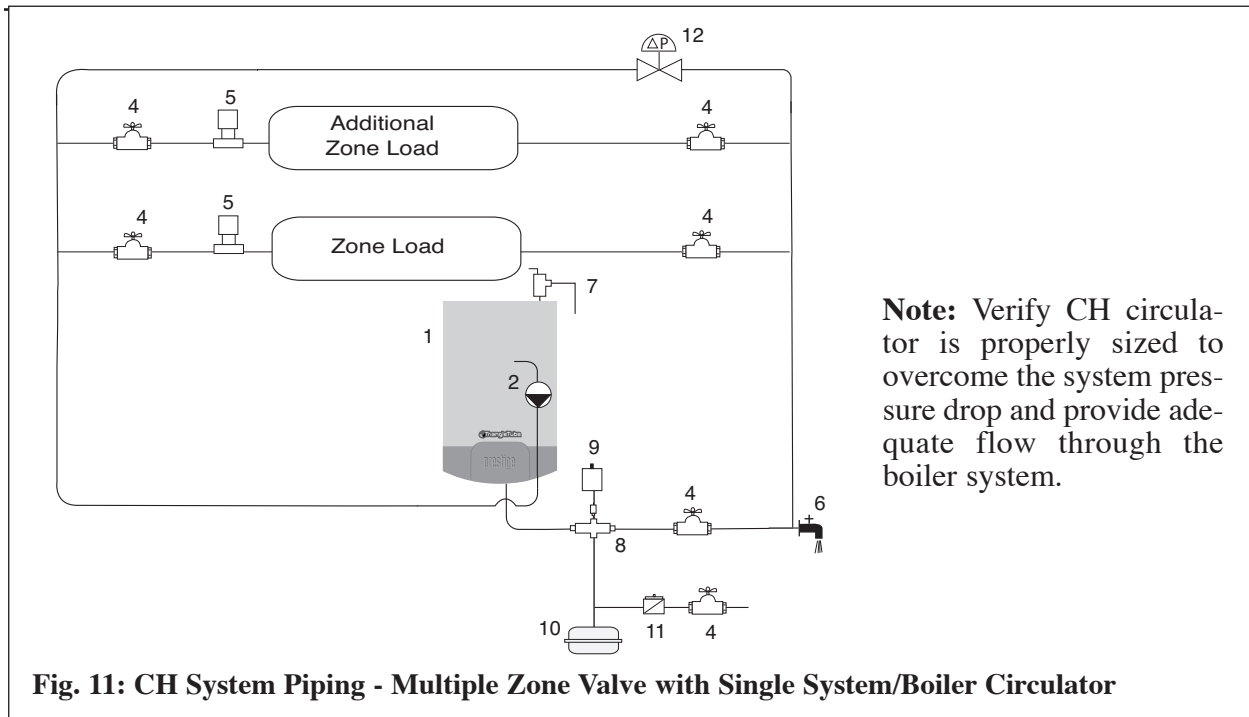 ΔP
12
4
5
4
Additional
Zone Load
4
5
4
Zone Load
7
1
2
TriangleTube
prestige
9
4
6
8
10
11
4
Note: Verify CH circula-
tor is properly sized to
overcome the system pres-
sure drop and provide ade-
quate flow through the
boiler system.
Fig. 11: CH System Piping - Multiple Zone Valve with Single System/Boiler Circulator